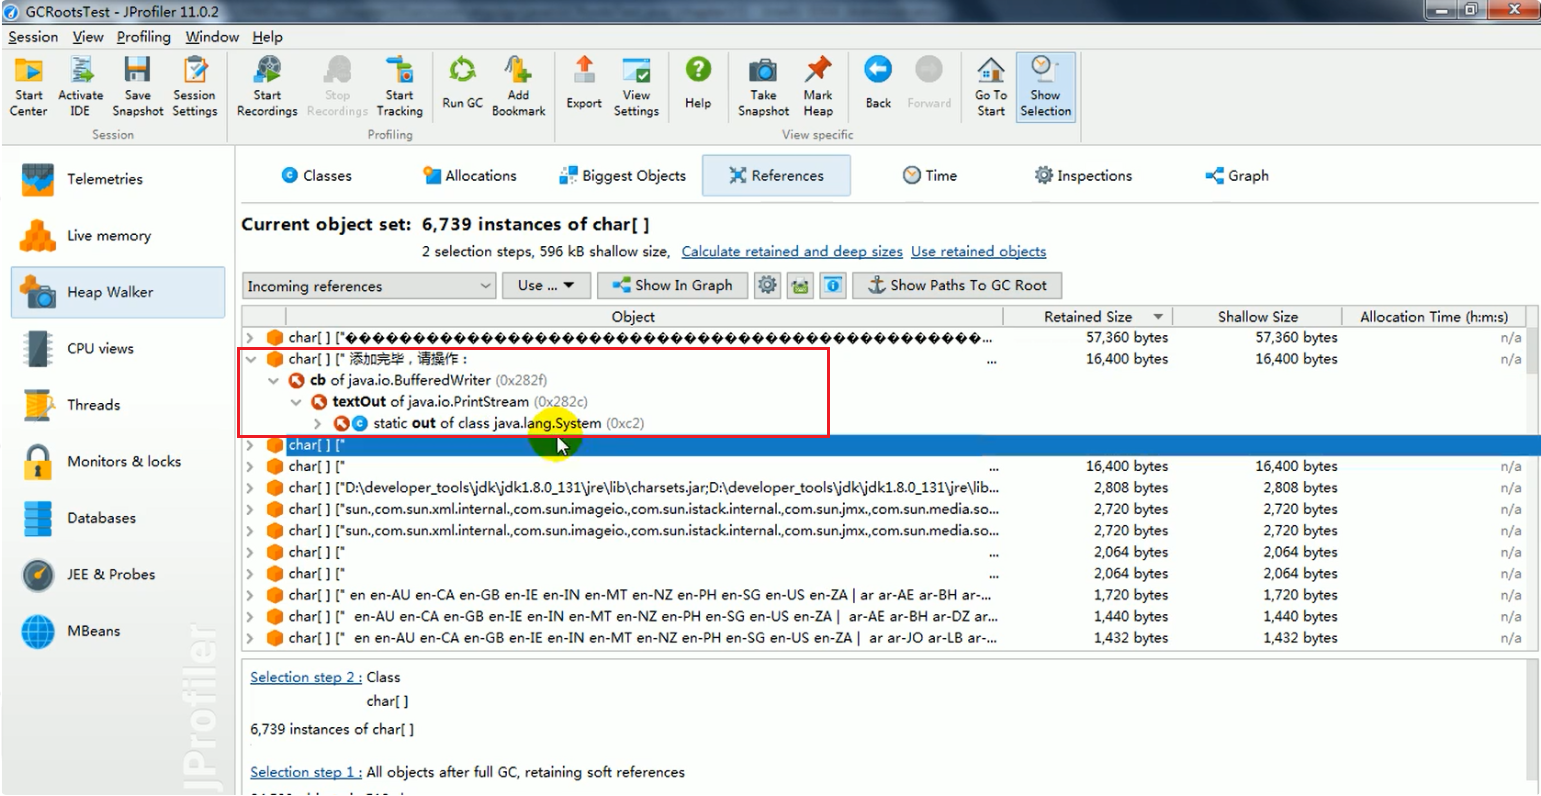 GCRootsTest - JProfiler 11.0.2
Session View Profiling Window Help
Start Center
Activate IDE
Save Snapshot
Session Settings
Start Recordings
Stop Recordings
Start Tracking
Run GC
Add Bookmark
Export
View Settings
Help
Take Snapshot
Mark Heap
Back
Forward
Go To Start
Show Selection
Session
Profiling
View specific
Telemetries
Live memory
Heap Walker
CPU views
Threads
Monitors & locks
Databases
JEE & Probes
MBeans
JProfiler
Classes Allocations Biggest Objects References Time Inspections Graph
Current object set: 6,739 instances of char[ ]
2 selection steps, 596 kB shallow size, Calculate retained and deep sizes Use retained objects
Incoming references Use ... Show In Graph Show Paths To GC Root
Object Retained Size Shallow Size Allocation Time (h:m:s)
char[ ] ["����������������������������������������������... 57,360 bytes 57,360 bytes n/a
char[ ] [" 添加完毕，请操作： ... 16,400 bytes 16,400 bytes n/a
cb of java.io.BufferedWriter (0x282f)
textOut of java.io.PrintStream (0x282c)
static out of class java.lang.System (0xc2)
char[ ] ["
char[ ] [" ... 16,400 bytes 16,400 bytes n/a
char[ ] ["D:\developer_tools\jdk\jdk1.8.0_131\jre\lib\charsets.jar;D:\developer_tools\jdk\jdk1.8.0_131\jre\lib... 2,808 bytes 2,808 bytes n/a
char[ ] ["sun.,com.sun.xml.internal.,com.sun.imageio.,com.sun.istack.internal.,com.sun.jmx.,com.sun.media.so... 2,720 bytes 2,720 bytes n/a
char[ ] ["sun.,com.sun.xml.internal.,com.sun.imageio.,com.sun.istack.internal.,com.sun.jmx.,com.sun.media.so... 2,720 bytes 2,720 bytes n/a
char[ ] [" ... 2,064 bytes 2,064 bytes n/a
char[ ] [" ... 2,064 bytes 2,064 bytes n/a
char[ ] [" en en-AU en-CA en-GB en-IE en-IN en-MT en-NZ en-PH en-SG en-US en-ZA | ar ar-AE ar-BH ar-... 1,720 bytes 1,720 bytes n/a
char[ ] [" en-AU en-CA en-GB en-IE en-IN en-MT en-NZ en-PH en-SG en-US en-ZA | ar-AE ar-BH ar-DZ ar-... 1,440 bytes 1,440 bytes n/a
char[ ] [" en en-AU en-CA en-GB en-IE en-IN en-MT en-NZ en-PH en-SG en-US en-ZA | ar ar-JO ar-LB ar-... 1,432 bytes 1,432 bytes n/a
Selection step 2 : Class
char[ ]
6,739 instances of char[ ]
Selection step 1 : All objects after full GC, retaining soft references